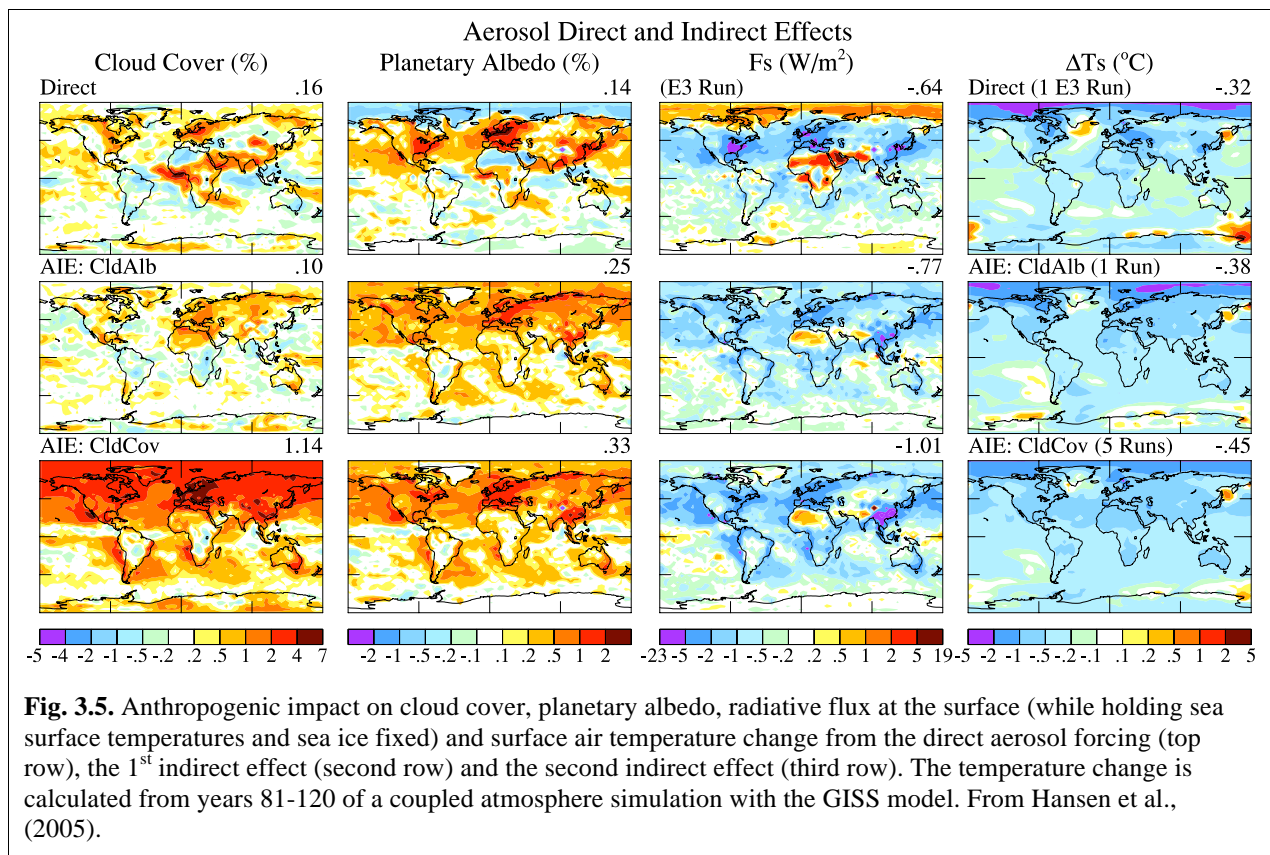 Aerosol Direct and Indirect Effects
Cloud Cover (%) Planetary Albedo (%) Fs (W/m²) ΔTs (°C)
Direct .16 .14 (E3 Run) -.64 Direct (1 E3 Run) -.32
AIE: CldAlb .10 .25 -.77 AIE: CldAlb (1 Run) -.38
AIE: CldCov 1.14 .33 -1.01 AIE: CldCov (5 Runs) -.45
-5 -4 -2 -1 -.5 -.2 .2 .5 1 2 4 7 -2 -1 -.5 -.2 -.1 .1 .2 .5 1 2 -23 -5 -2 -1 -.5 -.2 .2 .5 1 2 5 19 -5 -2 -1 -.5 -.2 -.1 .1 .2 .5 1 2 5
Fig. 3.5. Anthropogenic impact on cloud cover, planetary albedo, radiative flux at the surface (while holding sea
surface temperatures and sea ice fixed) and surface air temperature change from the direct aerosol forcing (top
row), the 1st indirect effect (second row) and the second indirect effect (third row). The temperature change is
calculated from years 81-120 of a coupled atmosphere simulation with the GISS model. From Hansen et al.,
(2005).